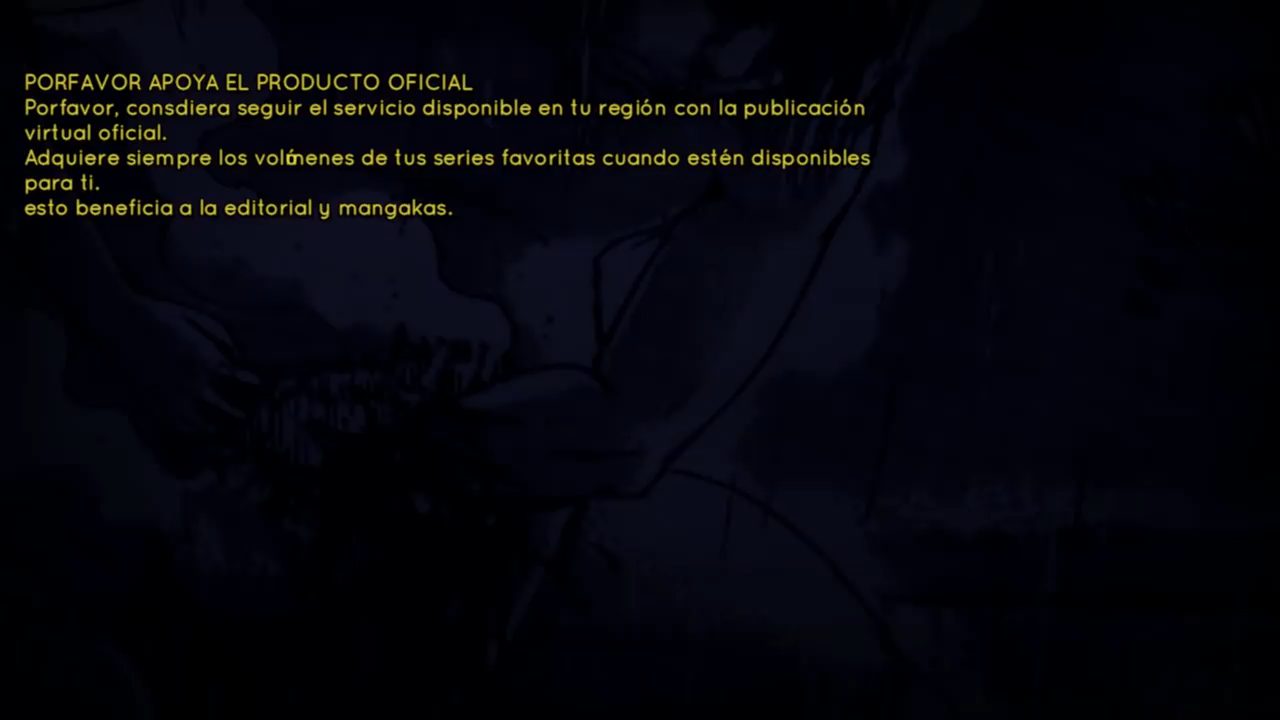 PORFAVOR APOYA EL PRODUCTO OFICIAL
Porfavor, consdiera seguir el servicio disponible en tu región con la publicación
virtual oficial.
Adquiere siempre los volúmenes de tus series favoritas cuando estén disponibles
para ti.
esto beneficia a la editorial y mangakas.